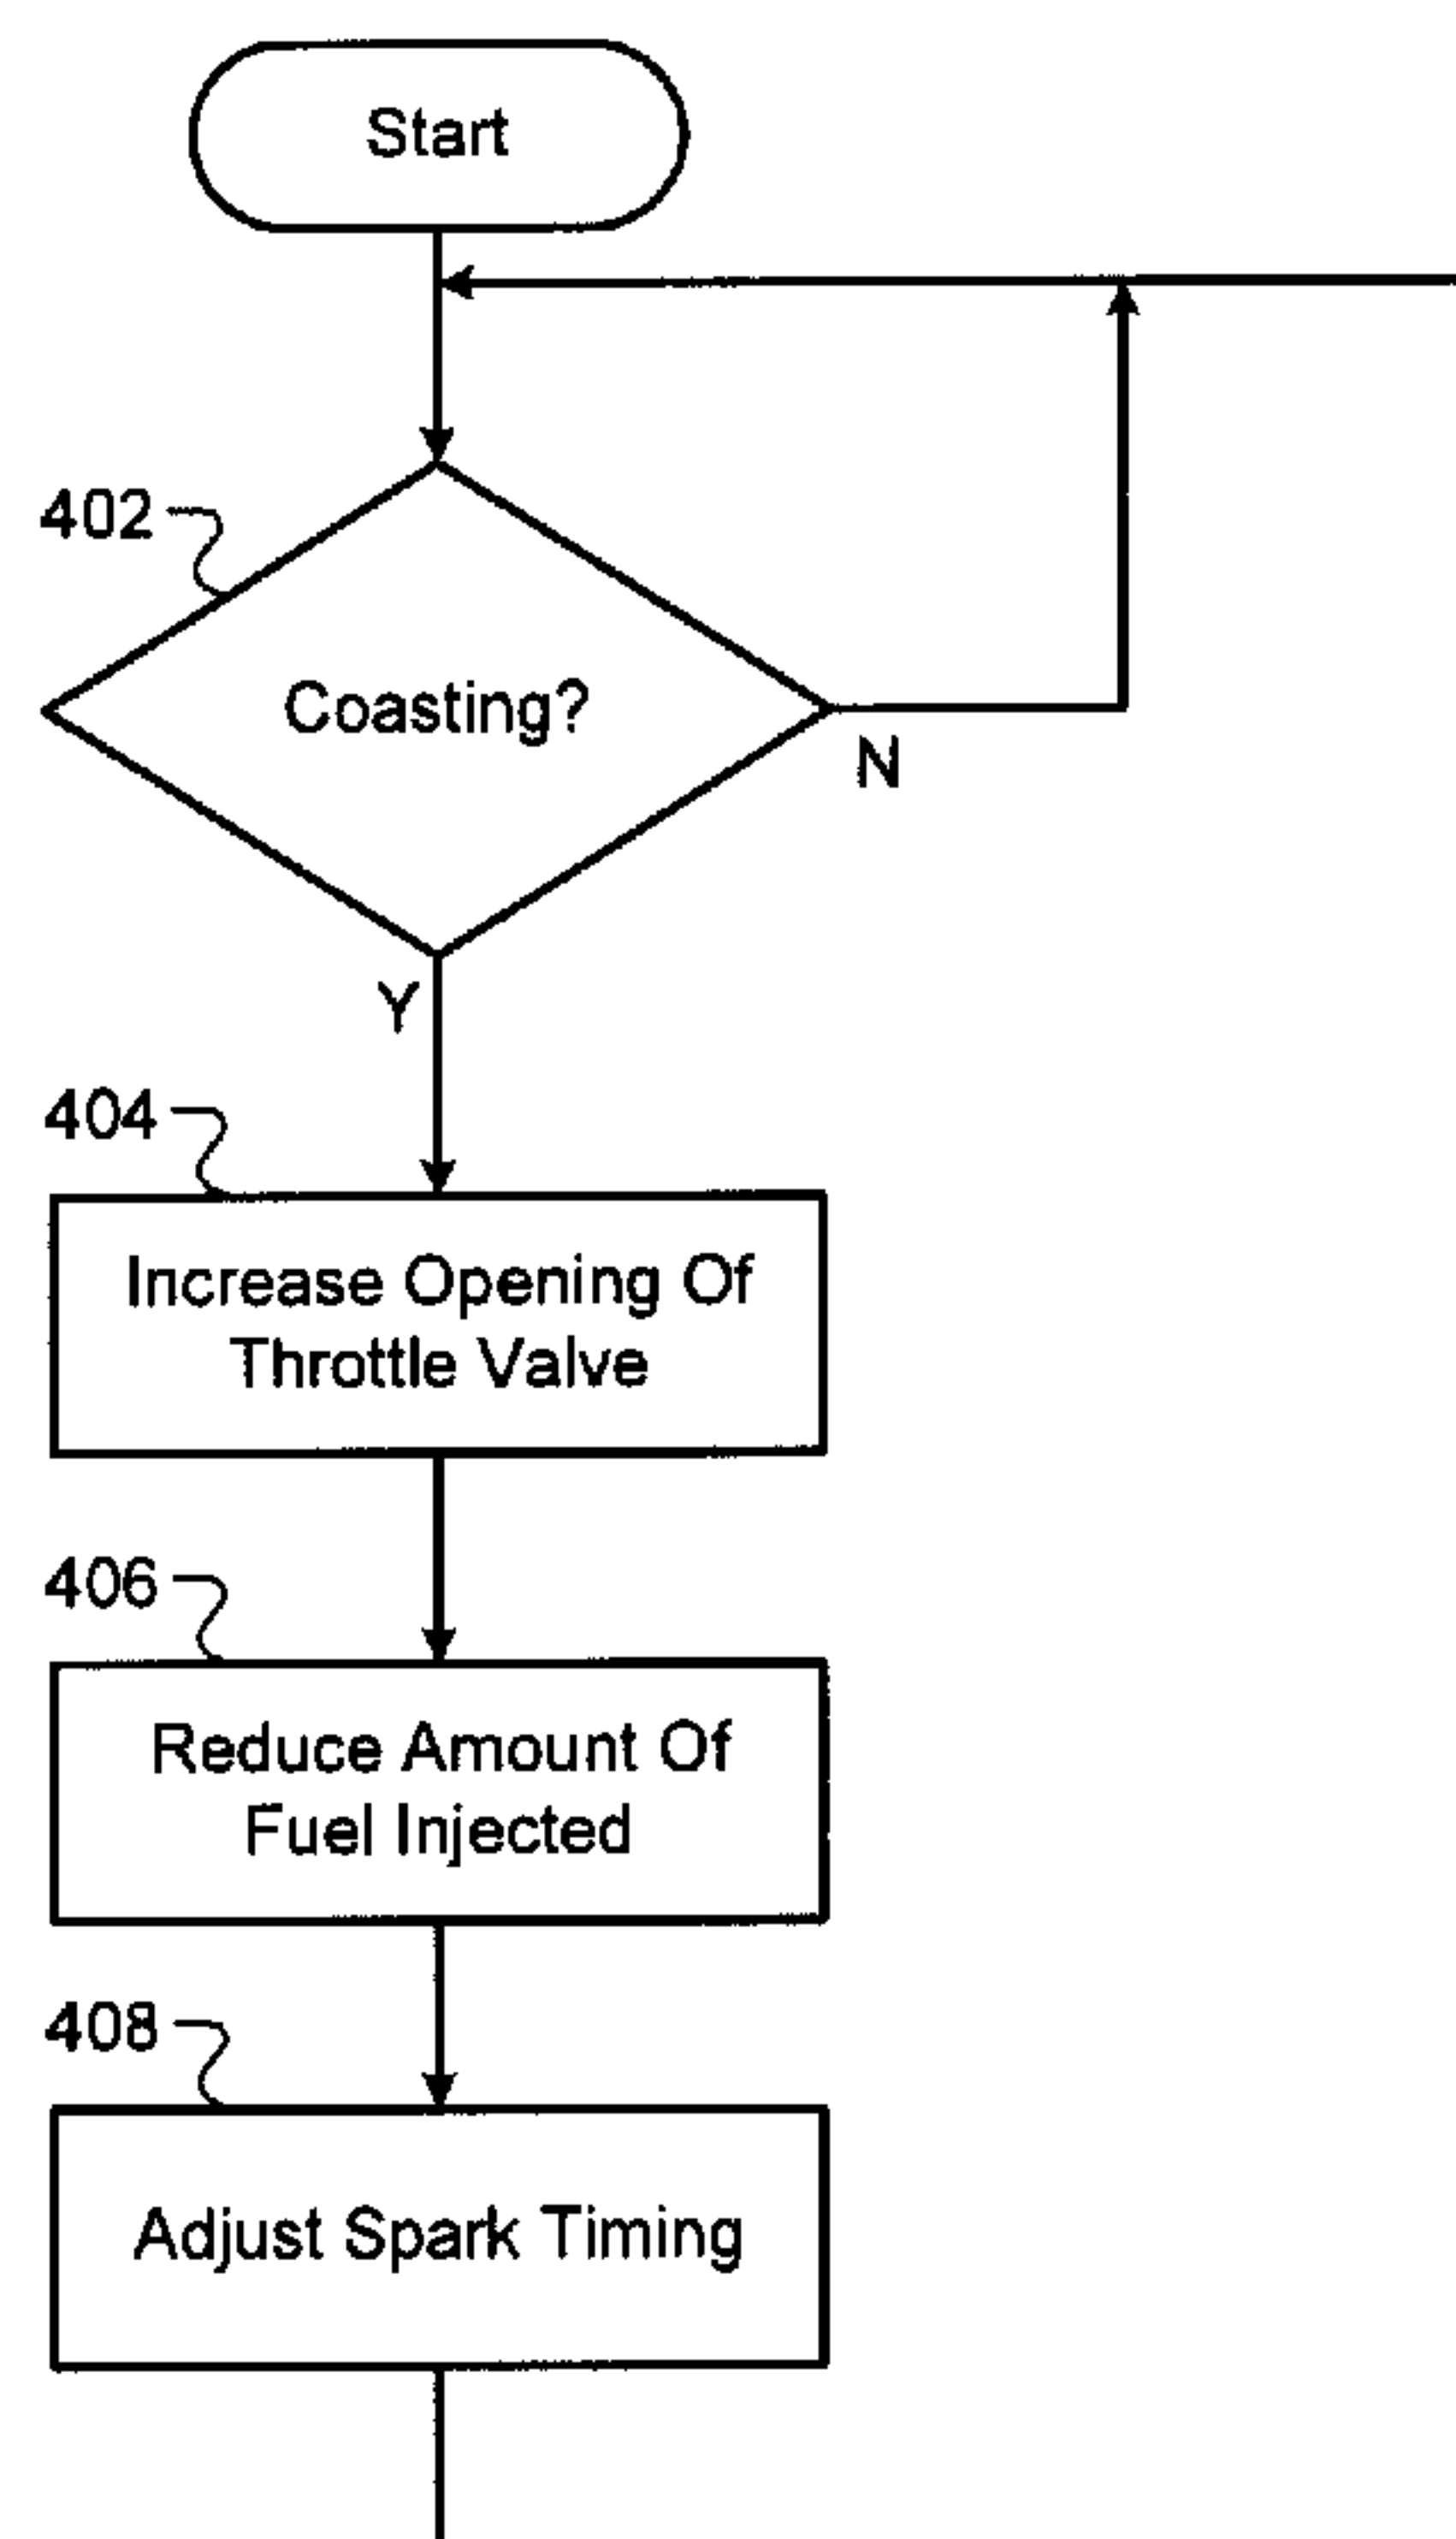 Start
402
Coasting?
N
Y
404
Increase Opening Of
Throttle Valve
406
Reduce Amount Of
Fuel Injected
408
Adjust Spark Timing